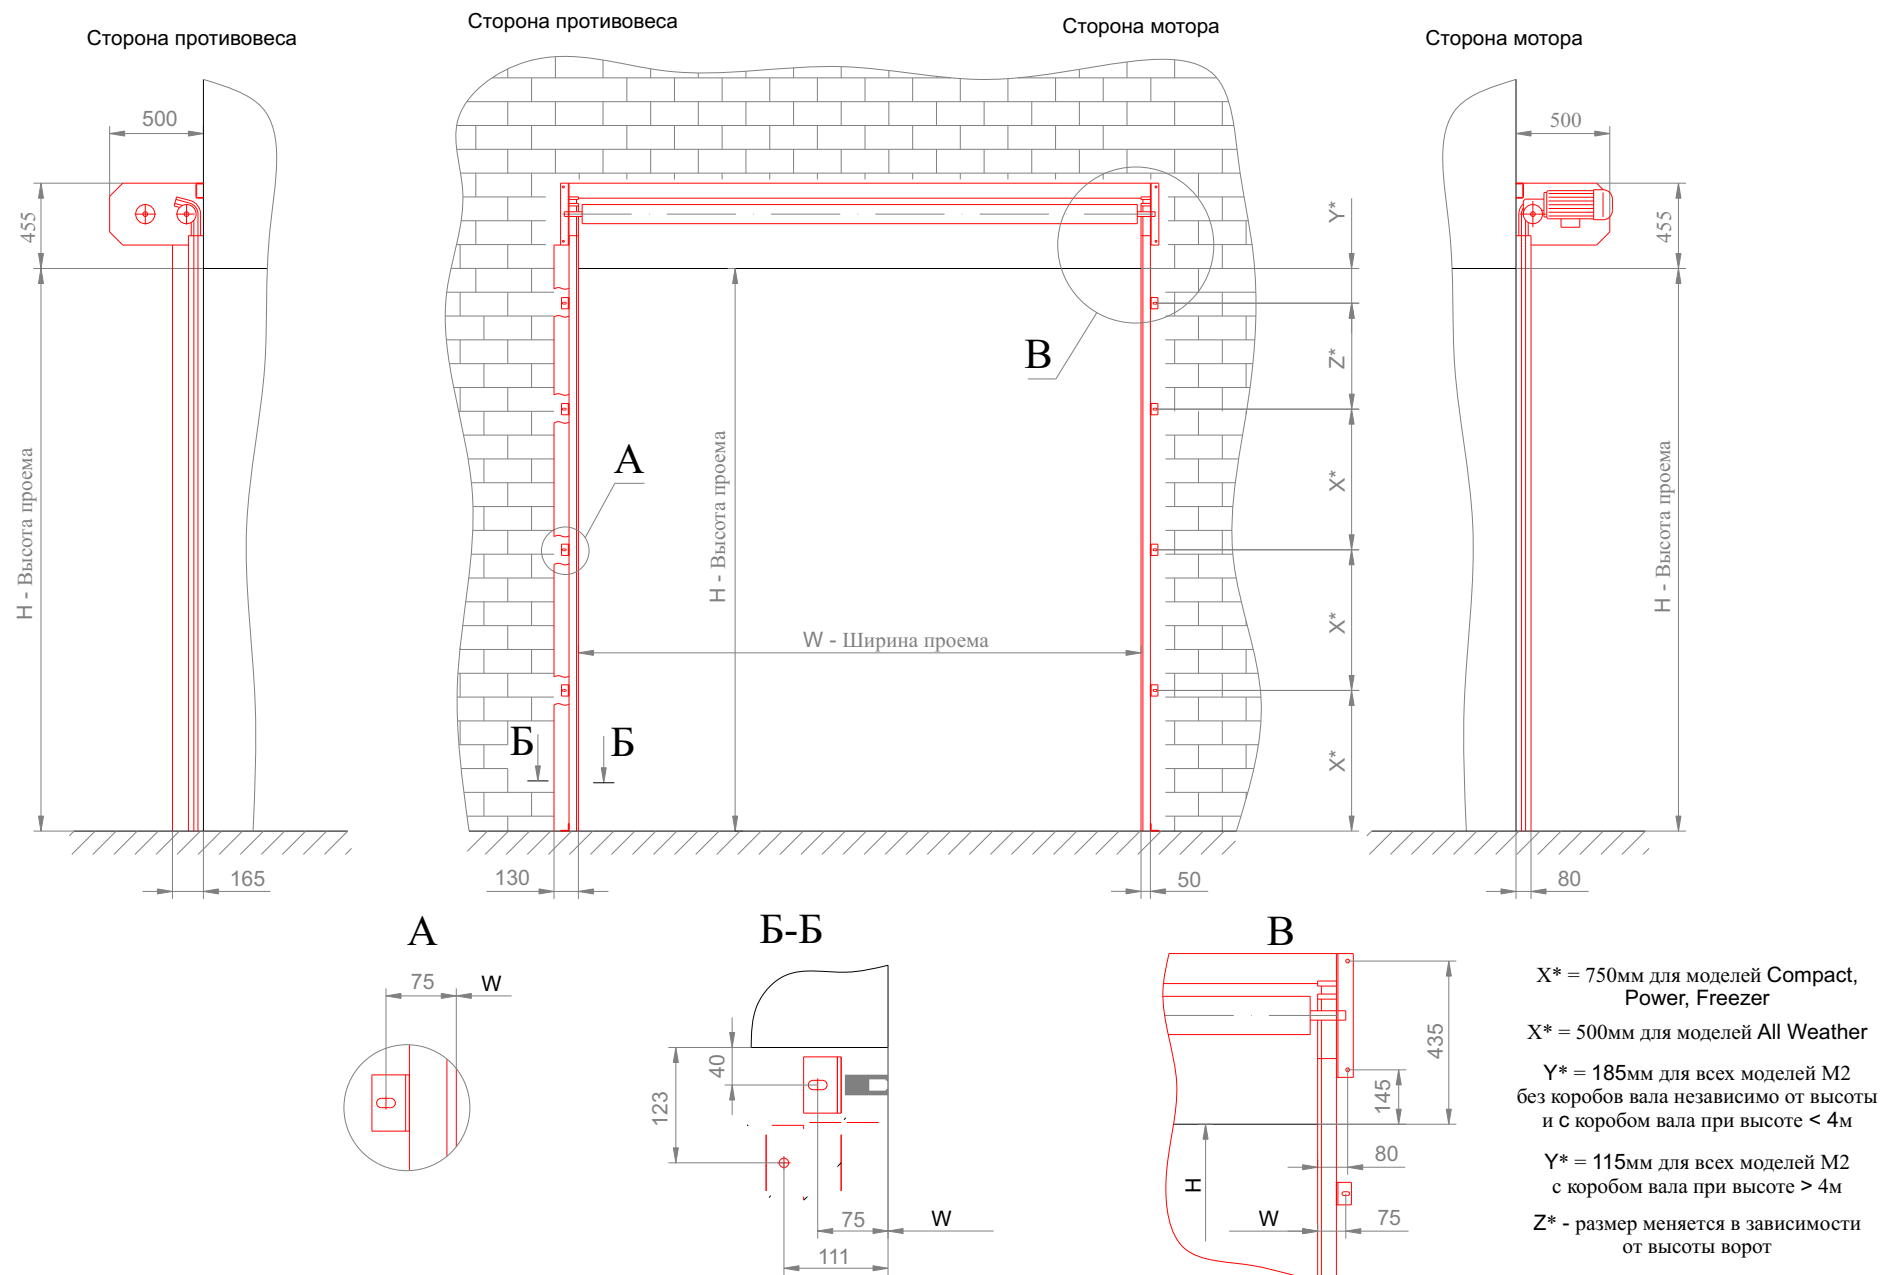 Сторона противовеса
Сторона противовеса
Сторона мотора
Сторона мотора
500
455
H - Высота проема
165
H - Высота проема
W - Ширина проема
А
В
Б
Б
130
50
Y*
Z*
X*
X*
X*
500
455
H - Высота проема
80
А
75
W
Б-Б
40
123
75
W
111
В
435
145
80
H
W
75
X* = 750мм для моделей Compact,
Power, Freezer
X* = 500мм для моделей All Weather
Y* = 185мм для всех моделей М2
без коробов вала независимо от высоты
и с коробом вала при высоте < 4м
Y* = 115мм для всех моделей М2
с коробом вала при высоте > 4м
Z* - размер меняется в зависимости
от высоты ворот